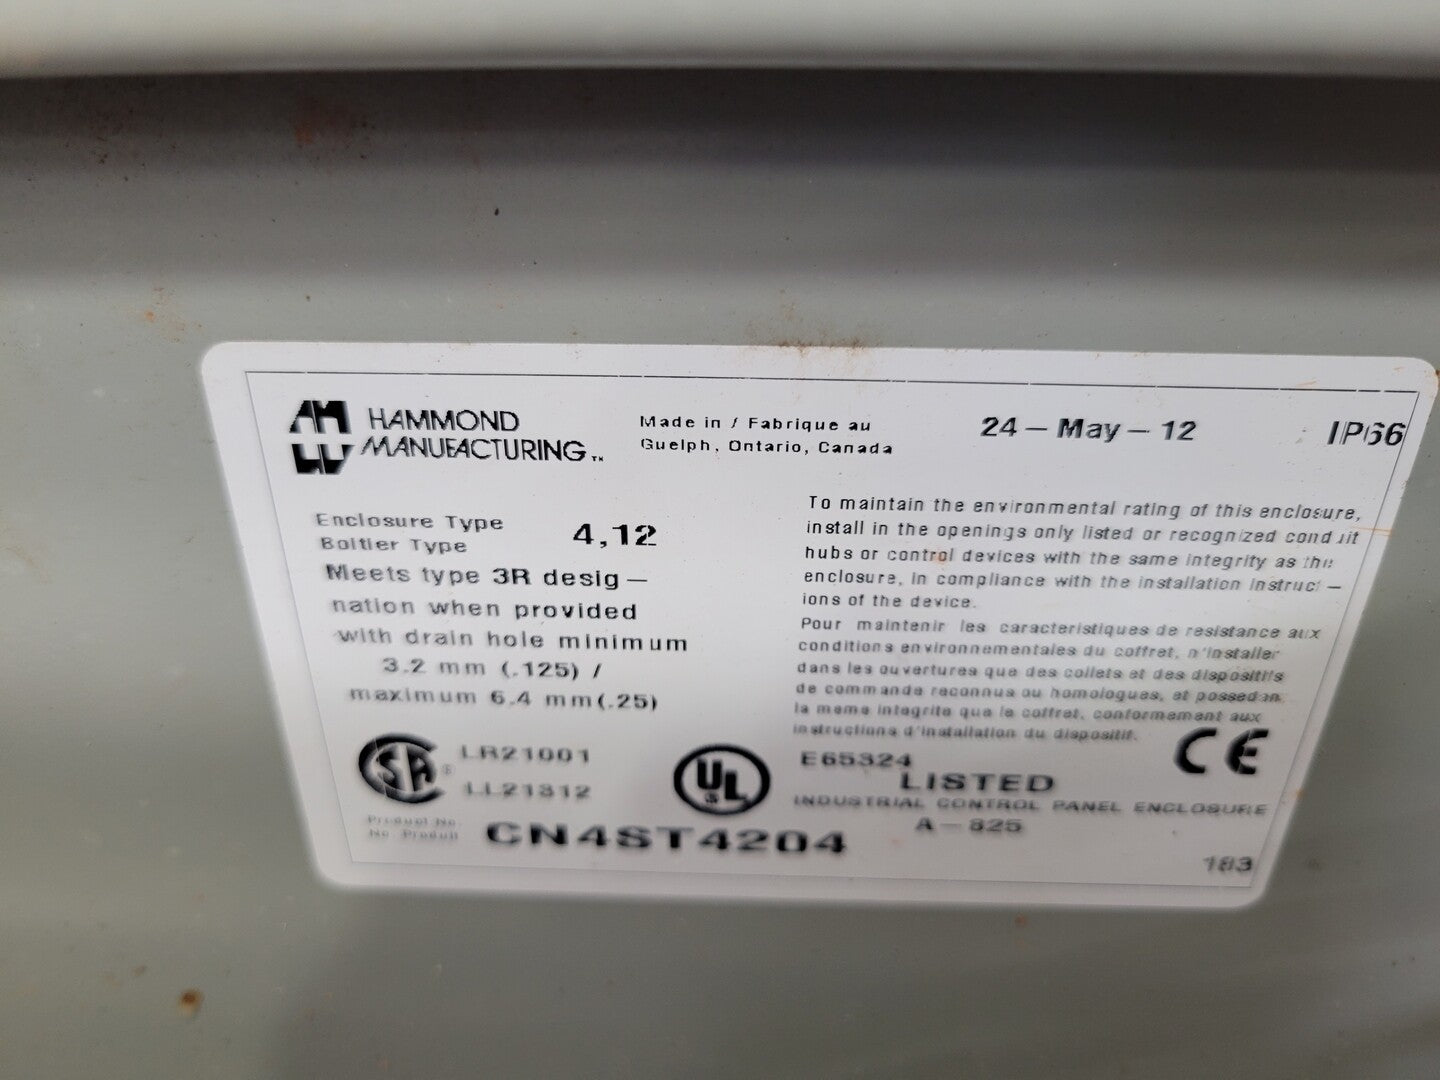 HAMMOND
MANUFACTURING™
Made in / Fabrique au
Guelph, Ontario, Canada
24-May-12
IP66
Enclosure Type
Boitier Type
4,12
Meets type 3R desig-
nation when provided
with drain hole minimum
3.2 mm (.125) /
maximum 6.4 mm(.25)
To maintain the environmental rating of this enclosure,
install in the openings only listed or recognized conduit
hubs or control devices with the same integrity as the
enclosure, in compliance with the installation instruct-
ions of the device.
Pour maintenir les caracteristiques de resistance aux
conditions environnementales du coffret, n'installer
dans les ouvertures que des collets et des dispositifs
de commande reconnus ou homologues, et possedan
la meme integrite que le coffret, conformement aux
instructions d'installation du dispositif.
SA® LR21001
LL21312
UL
E65324
LISTED
INDUSTRIAL CONTROL PANEL ENCLOSURE
A-825
CE
Product No.
No. Produit
CN4ST4204
183